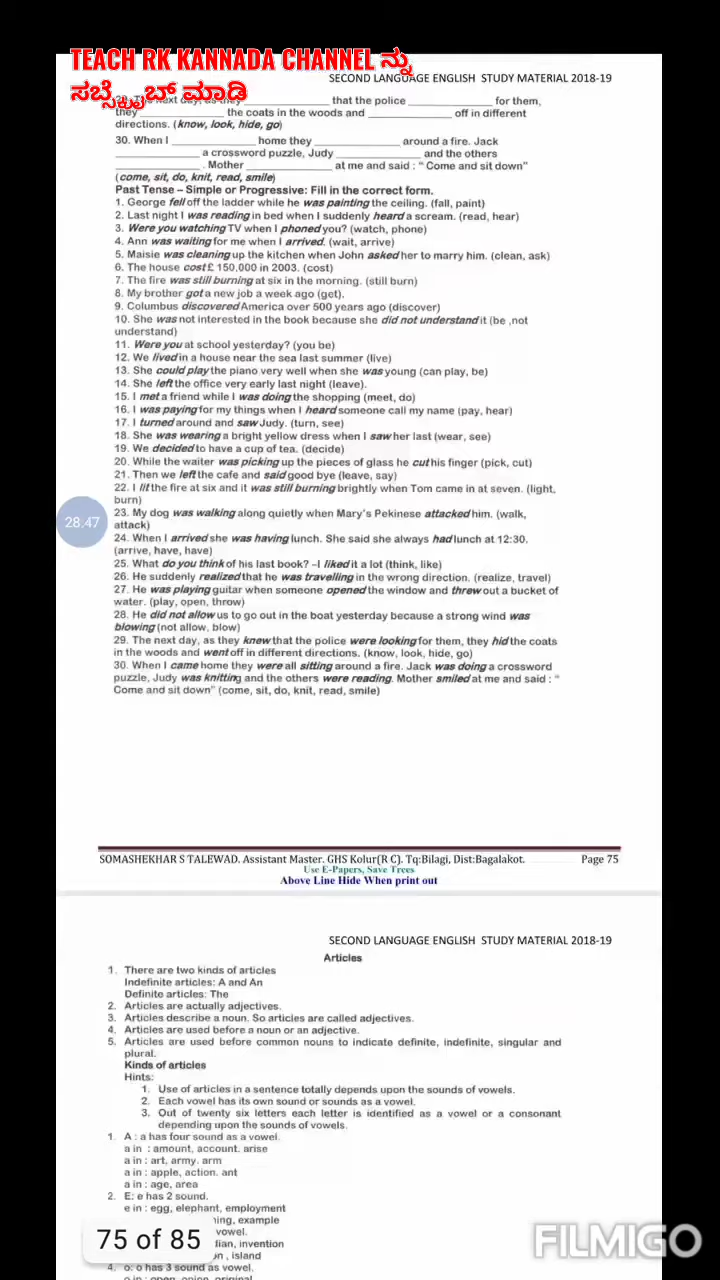 TEACH RK KANNADA CHANNEL ನ್ನು
ಸಬ್ಸ್ಕ್ರೈಬ್ ಮಾಡಿ
SECOND LANGUAGE ENGLISH STUDY MATERIAL 2018-19
next day, as they ____________ that the police ____________ for them,
they ____________ the coats in the woods and ____________ off in different
directions. (know, look, hide, go)
30. When I ____________ home they ____________ around a fire. Jack
____________ a crossword puzzle, Judy ____________ and the others
____________ . Mother ____________ at me and said : “ Come and sit down”
(come, sit, do, knit, read, smile)
Past Tense – Simple or Progressive: Fill in the correct form.
1. George fell off the ladder while he was painting the ceiling. (fall, paint)
2. Last night I was reading in bed when I suddenly heard a scream. (read, hear)
3. Were you watching TV when I phoned you? (watch, phone)
4. Ann was waiting for me when I arrived. (wait, arrive)
5. Maisie was cleaning up the kitchen when John asked her to marry him. (clean, ask)
6. The house cost £ 150,000 in 2003. (cost)
7. The fire was still burning at six in the morning. (still burn)
8. My brother got a new job a week ago (get).
9. Columbus discovered America over 500 years ago (discover)
10. She was not interested in the book because she did not understand it (be ,not
understand)
11. Were you at school yesterday? (you be)
12. We lived in a house near the sea last summer (live)
13. She could play the piano very well when she was young (can play, be)
14. She left the office very early last night (leave).
15. I met a friend while I was doing the shopping (meet, do)
16. I was paying for my things when I heard someone call my name (pay, hear)
17. I turned around and saw Judy. (turn, see)
18. She was wearing a bright yellow dress when I saw her last (wear, see)
19. We decided to have a cup of tea. (decide)
20. While the waiter was picking up the pieces of glass he cut his finger (pick, cut)
21. Then we left the cafe and said good bye (leave, say)
22. I lit the fire at six and it was still burning brightly when Tom came in at seven. (light,
burn)
28.47
23. My dog was walking along quietly when Mary's Pekinese attacked him. (walk,
attack)
24. When I arrived she was having lunch. She said she always had lunch at 12:30.
(arrive, have, have)
25. What do you think of his last book? –I liked it a lot (think, like)
26. He suddenly realized that he was travelling in the wrong direction. (realize, travel)
27. He was playing guitar when someone opened the window and threw out a bucket of
water. (play, open, throw)
28. He did not allow us to go out in the boat yesterday because a strong wind was
blowing (not allow, blow)
29. The next day, as they knew that the police were looking for them, they hid the coats
in the woods and went off in different directions. (know, look, hide, go)
30. When I came home they were all sitting around a fire. Jack was doing a crossword
puzzle, Judy was knitting and the others were reading. Mother smiled at me and said : “
Come and sit down” (come, sit, do, knit, read, smile)
SOMASHEKHAR S TALEWAD. Assistant Master. GHS Kolur(R C). Tq:Bilagi, Dist:Bagalakot. Page 75
Use E-Papers, Save Trees
Above Line Hide When print out
SECOND LANGUAGE ENGLISH STUDY MATERIAL 2018-19
Articles
1. There are two kinds of articles
Indefinite articles: A and An
Definite articles: The
2. Articles are actually adjectives.
3. Articles describe a noun. So articles are called adjectives.
4. Articles are used before a noun or an adjective.
5. Articles are used before common nouns to indicate definite, indefinite, singular and
plural.
Kinds of articles
Hints:
1. Use of articles in a sentence totally depends upon the sounds of vowels.
2. Each vowel has its own sound or sounds as a vowel.
3. Out of twenty six letters each letter is identified as a vowel or a consonant
depending upon the sounds of vowels.
1. A : a has four sound as a vowel.
a in : amount, account. arise
a in : art, army. arm
a in : apple, action. ant
a in : age, area
2. E: e has 2 sound.
e in : egg, elephant, employment
example
vowel.
invention
island
75 of 85
4. o: o has 3 sound as vowel.
FILMIGO